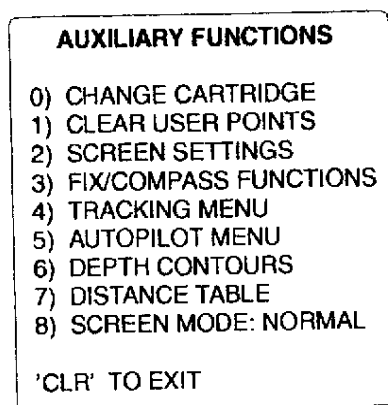 AUXILIARY FUNCTIONS
0) CHANGE CARTRIDGE
1) CLEAR USER POINTS
2) SCREEN SETTINGS
3) FIX/COMPASS FUNCTIONS
4) TRACKING MENU
5) AUTOPILOT MENU
6) DEPTH CONTOURS
7) DISTANCE TABLE
8) SCREEN MODE: NORMAL
'CLR' TO EXIT